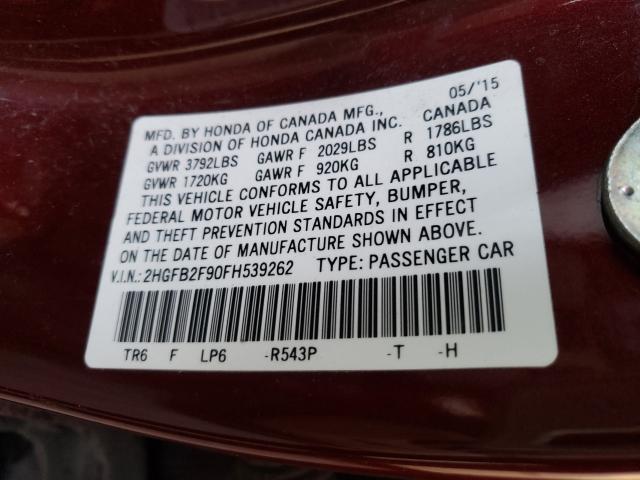 05/'15
MFD. BY HONDA OF CANADA MFG.,
A DIVISION OF HONDA CANADA INC. CANADA
GVWR 3792LBS GAWR F 2029LBS R 1786LBS
GVWR 1720KG GAWR F 920KG R 810KG
THIS VEHICLE CONFORMS TO ALL APPLICABLE
FEDERAL MOTOR VEHICLE SAFETY, BUMPER,
AND THEFT PREVENTION STANDARDS IN EFFECT
ON THE DATE OF MANUFACTURE SHOWN ABOVE.
V.I.N.: 2HGFB2F90FH539262 TYPE: PASSENGER CAR
TR6 F LP6 -R543P -T -H